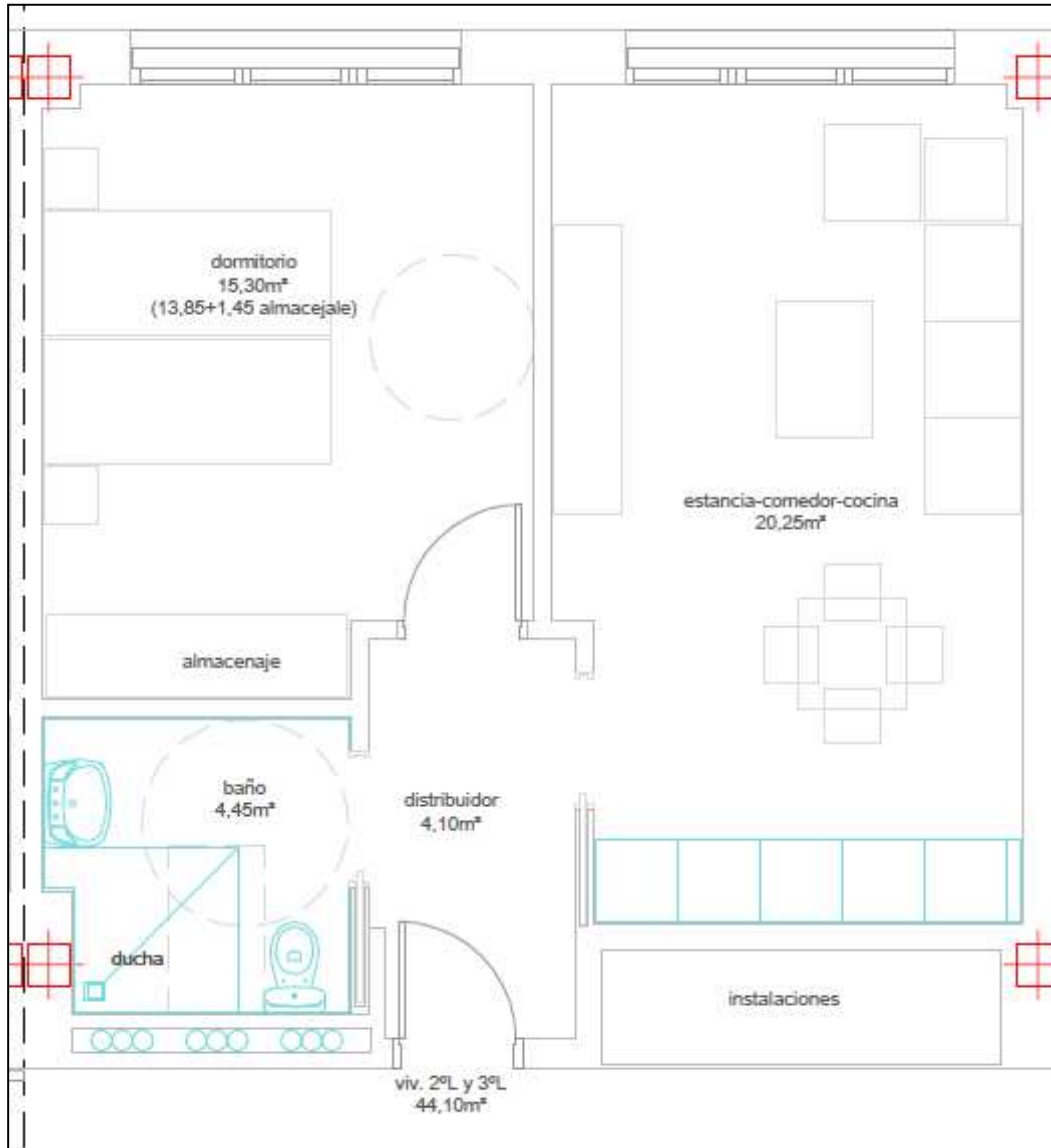 dormitorio
15,30m²
(13,85+1,45 almacejale)
estancia-comedor-cocina
20,25m²
almacenaje
baño
4,45m²
distribuidor
4,10m²
ducha
instalaciones
viv. 2ºL y 3ºL
44,10m²